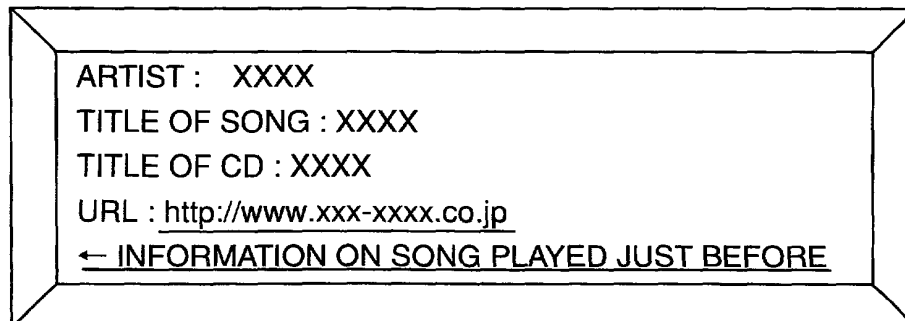 ARTIST : XXXX
TITLE OF SONG : XXXX
TITLE OF CD : XXXX
URL : http://www.xxx-xxxx.co.jp
← INFORMATION ON SONG PLAYED JUST BEFORE